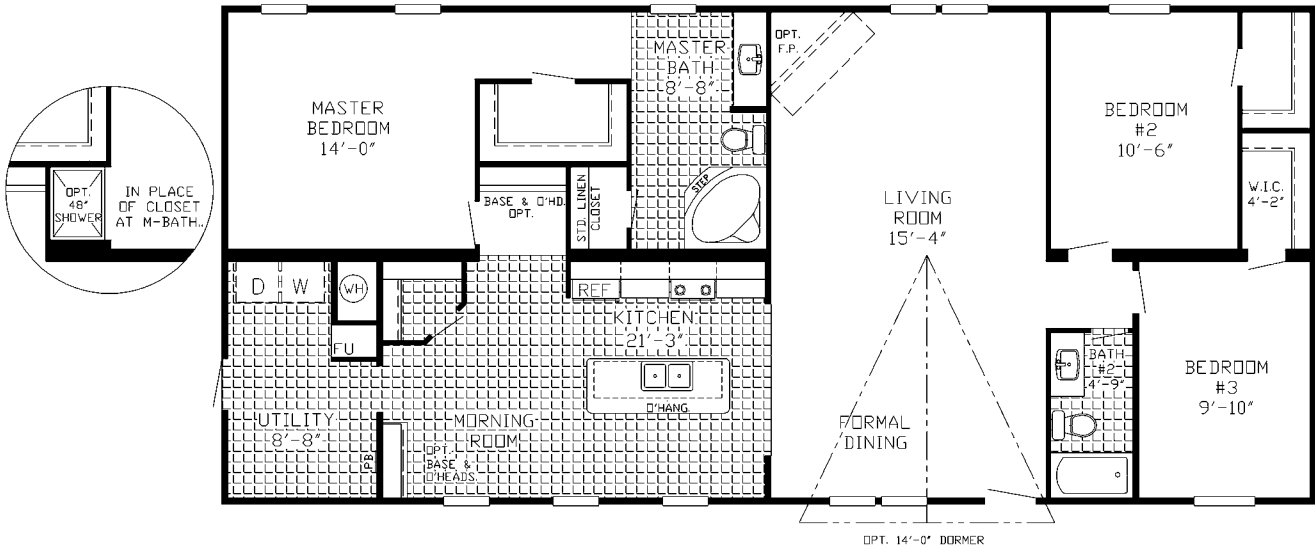 MASTER
BEDROOM
14'-0"
MASTER
BATH
8'-8"
OPT.
F.P.
BEDROOM
#2
10'-6"
OPT.
48"
SHOWER
IN PLACE
OF CLOSET
AT M-BATH.
BASE & O'HD.
OPT.
STD. LINEN
CLOSET
STEP
LIVING
ROOM
15'-4"
W.I.C.
4'-2"
D W
WH
REF
KITCHEN
21'-3"
FU
BATH
#2
4'-9"
BEDROOM
#3
9'-10"
O'HANG.
UTILITY
8'-8"
MORNING
ROOM
FORMAL
DINING
PB
OPT.
BASE &
O'HEADS.
OPT. 14'-0" DORMER